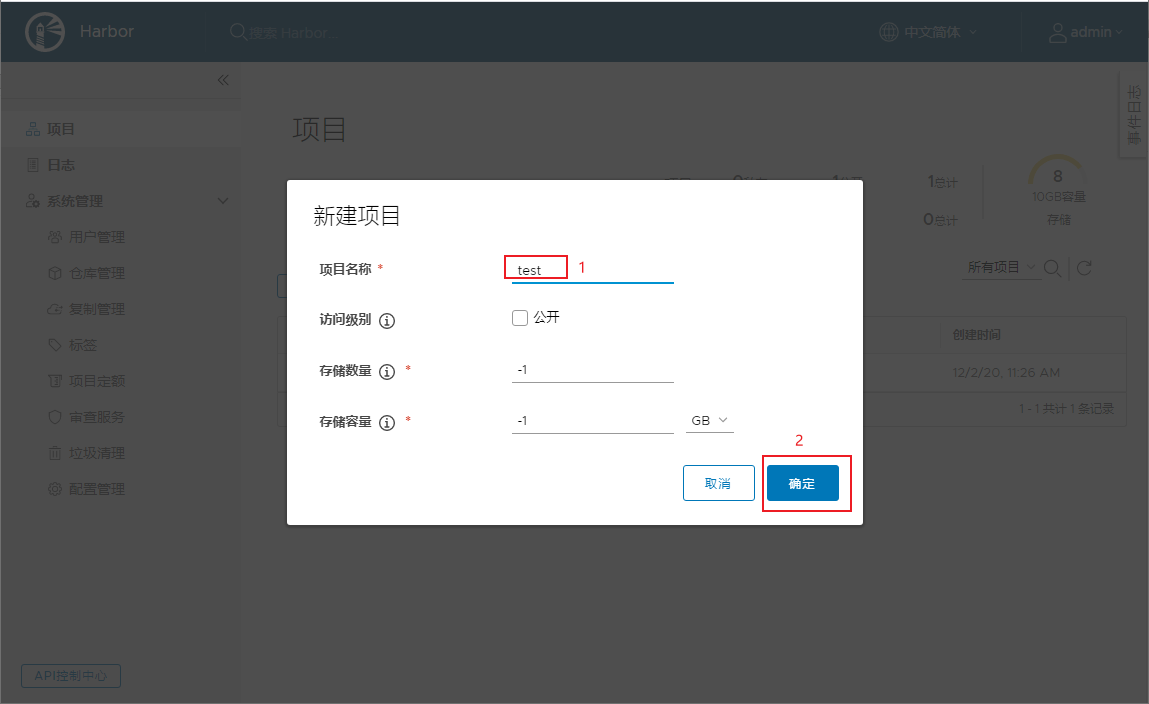 Harbor
搜索 Harbor...
中文简体
admin
事件日志
项目
日志
系统管理
用户管理
仓库管理
复制管理
标签
项目定额
审查服务
垃圾清理
配置管理
API控制中心
项目
1总计
0总计
8
10GB容量
存储
所有项目
创建时间
12/2/20, 11:26 AM
1 - 1 共计 1 条记录
新建项目
项目名称 *
test
1
访问级别
公开
存储数量 *
-1
存储容量 *
-1
GB
2
取消
确定